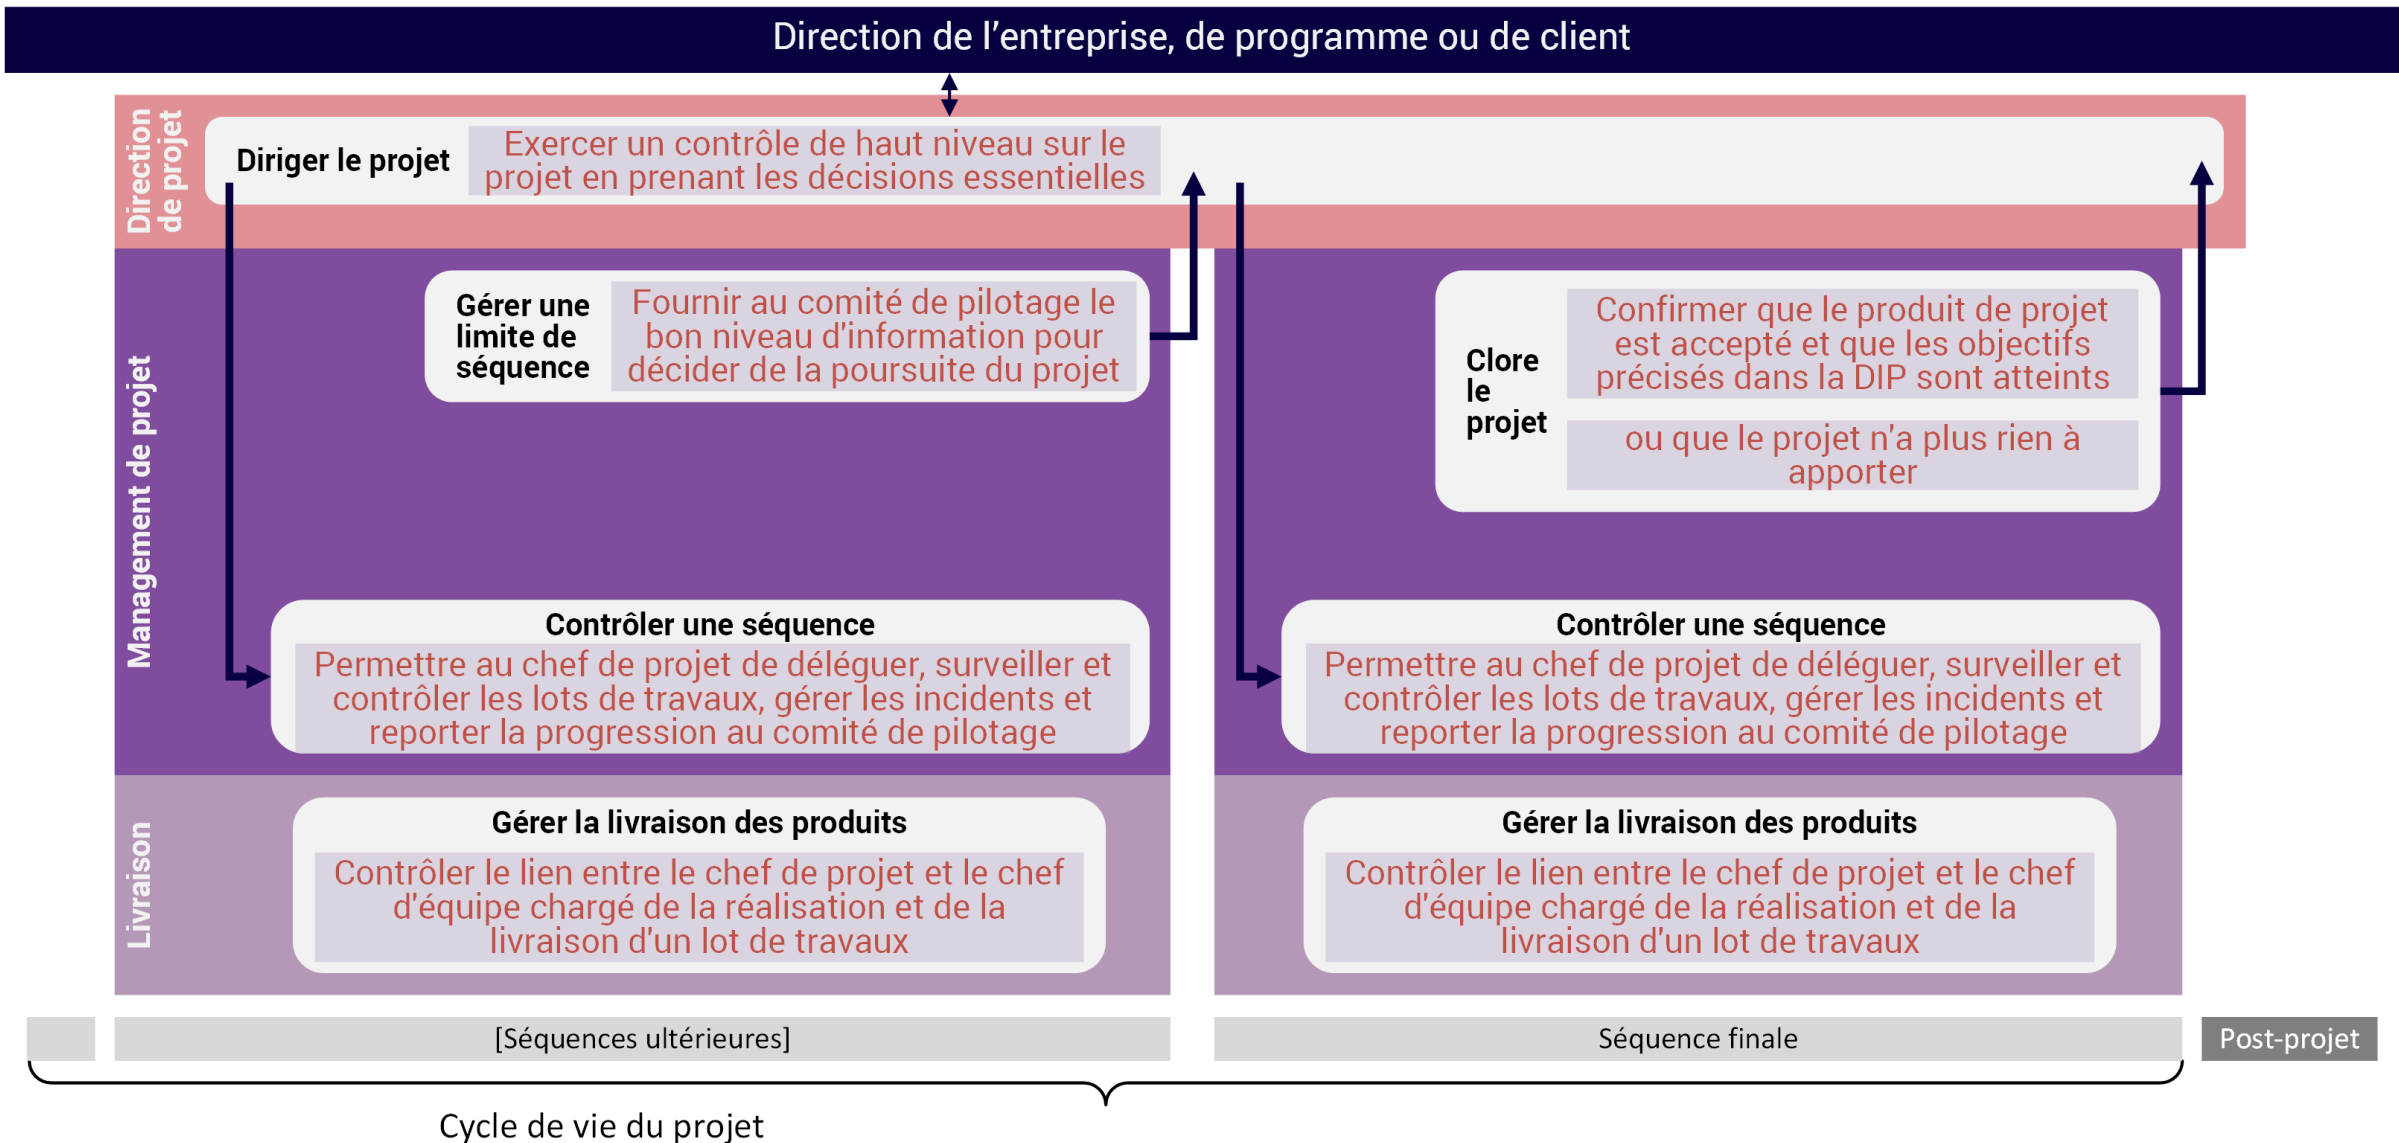 Direction de l'entreprise, de programme ou de client
Direction
de projet
Diriger le projet
Exercer un contrôle de haut niveau sur le
projet en prenant les décisions essentielles
Management de projet
Gérer une
limite de
séquence
Fournir au comité de pilotage le
bon niveau d'information pour
décider de la poursuite du projet
Clore
le
projet
Confirmer que le produit de projet
est accepté et que les objectifs
précisés dans la DIP sont atteints
ou que le projet n'a plus rien à
apporter
Contrôler une séquence
Permettre au chef de projet de déléguer, surveiller et
contrôler les lots de travaux, gérer les incidents et
reporter la progression au comité de pilotage
Contrôler une séquence
Permettre au chef de projet de déléguer, surveiller et
contrôler les lots de travaux, gérer les incidents et
reporter la progression au comité de pilotage
Livraison
Gérer la livraison des produits
Contrôler le lien entre le chef de projet et le chef
d'équipe chargé de la réalisation et de la
livraison d'un lot de travaux
Gérer la livraison des produits
Contrôler le lien entre le chef de projet et le chef
d'équipe chargé de la réalisation et de la
livraison d'un lot de travaux
[Séquences ultérieures]
Séquence finale
Post-projet
Cycle de vie du projet